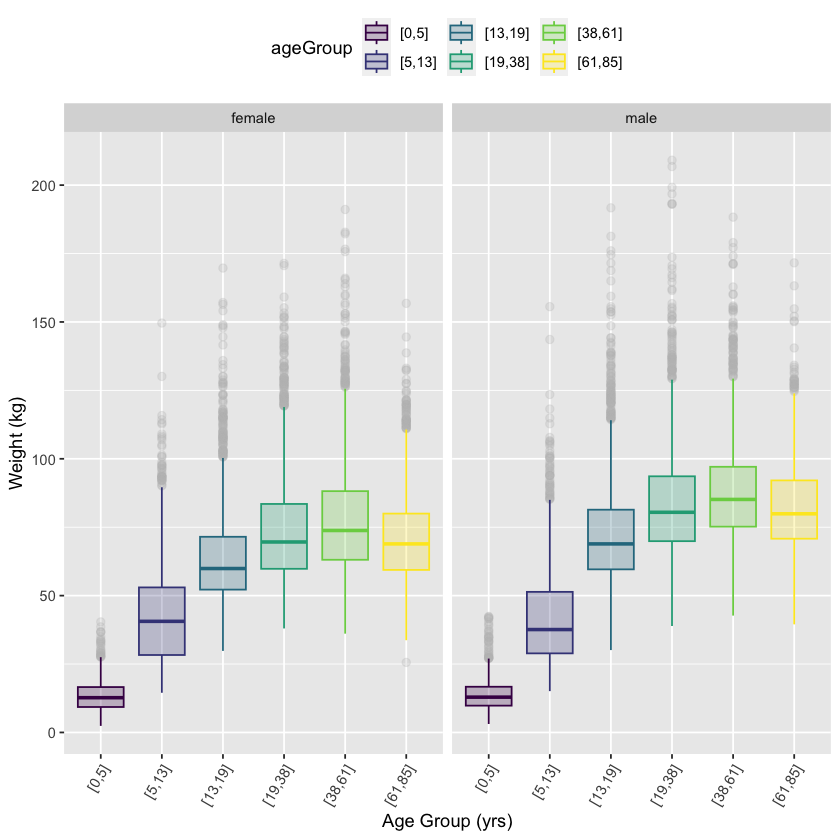 ageGroup
[0,5] [13,19] [38,61]
[5,13] [19,38] [61,85]
female male
Weight (kg)
200
150
100
50
0
[0,5] [5,13] [13,19] [19,38] [38,61] [61,85] [0,5] [5,13] [13,19] [19,38] [38,61] [61,85]
Age Group (yrs)